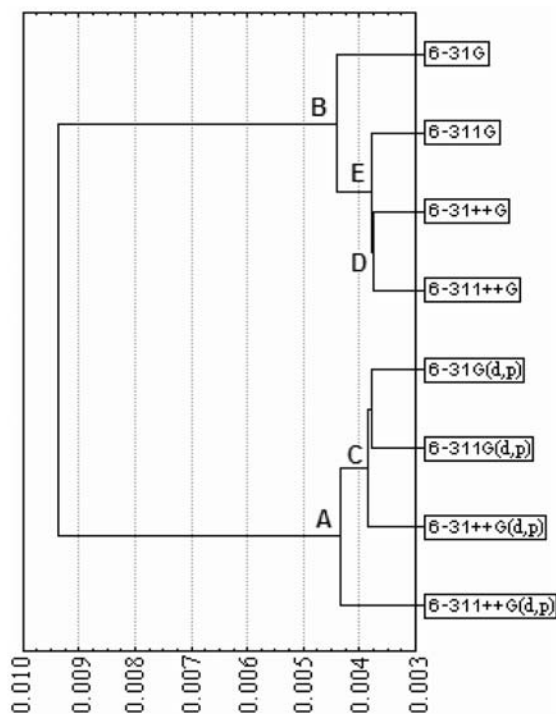 6-31G
B
6-311G
E
6-31++G
D
6-311++G
6-31G(d,p)
6-311G(d,p)
C
6-31++G(d,p)
A
6-311++G(d,p)
0.010 0.009 0.008 0.007 0.006 0.005 0.004 0.003